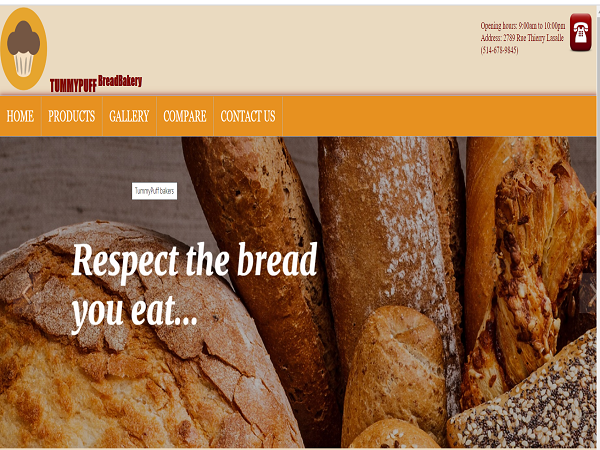 Opening hours: 9:00am to 10:00pm
Address: 2789 Rue Thierry Lasalle
(514-678-9845)
TUMMYPUFF BreadBakery
HOME PRODUCTS GALLERY COMPARE CONTACT US
TummyPuff bakers
Respect the bread
you eat...